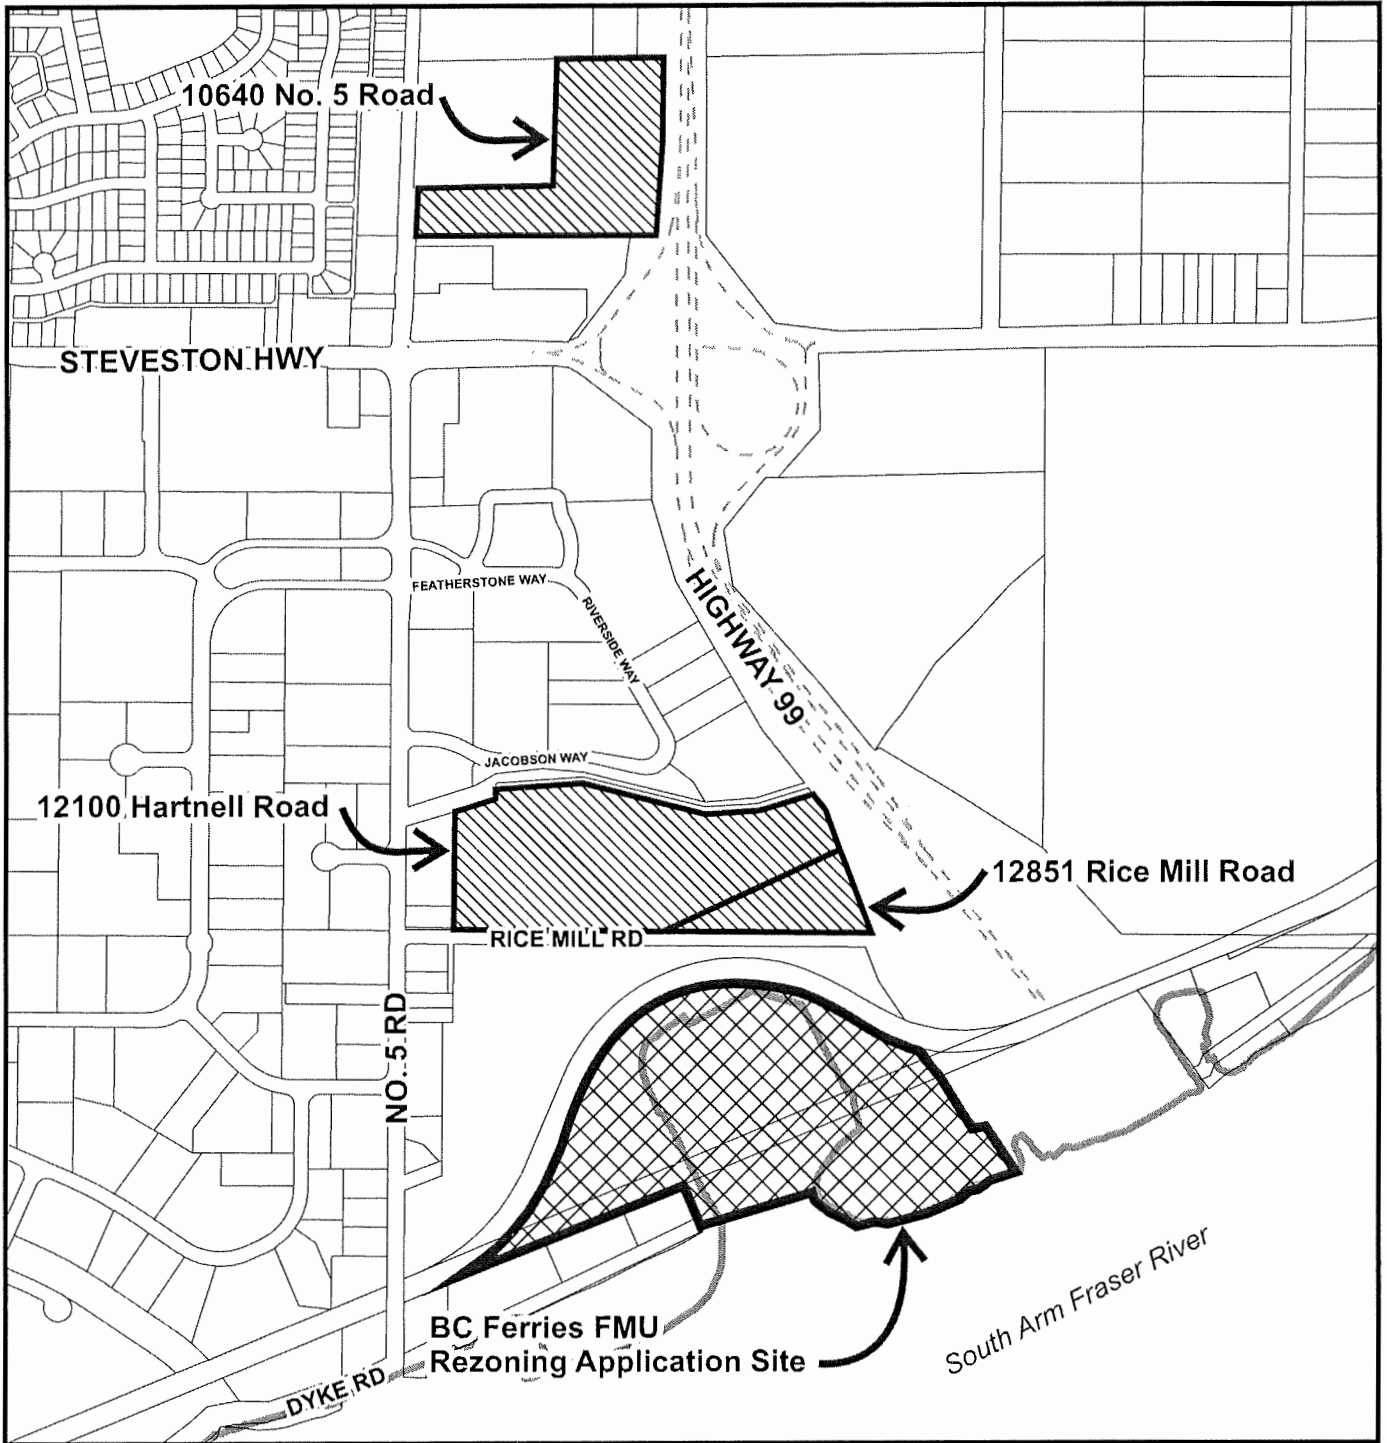 10640 No. 5 Road
STEVESTON HWY
FEATHERSTONE WAY
RIVERSIDE WAY
HIGHWAY 99
JACOBSON WAY
12100 Hartnell Road
12851 Rice Mill Road
RICE MILL RD
NO. 5 RD
South Arm Fraser River
BC Ferries FMU
Rezoning Application Site
DYKE RD